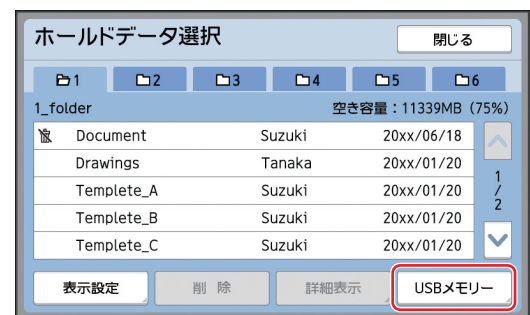 ホールドデータ選択 閉じる
1 2 3 4 5 6
1_folder 空き容量：11339MB (75%)
Document Suzuki 20xx/06/18
Drawings Tanaka 20xx/01/20
Templete_A Suzuki 20xx/01/20
Templete_B Suzuki 20xx/01/20
Templete_C Suzuki 20xx/01/20
1/2
表示設定 削除 詳細表示 USBメモリー